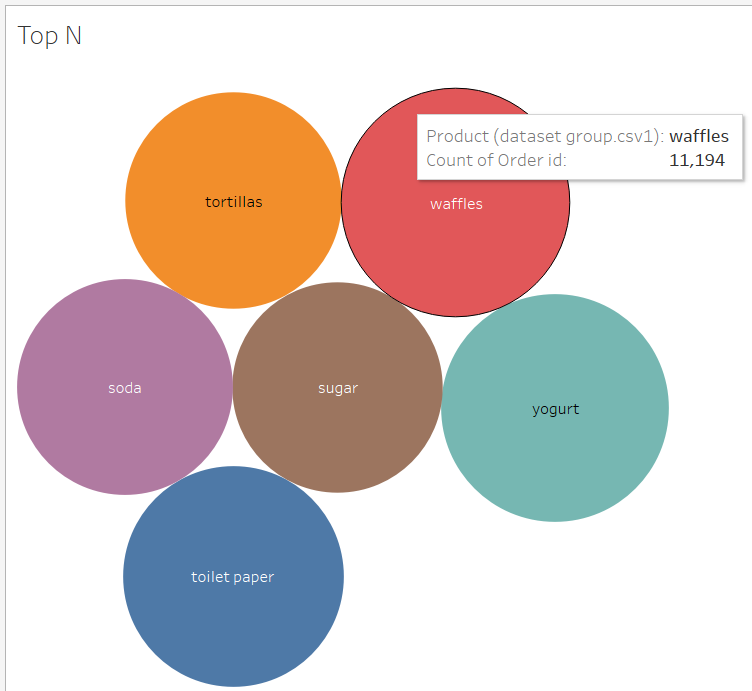 Top N
tortillas
Product (dataset group.csv1): waffles
Count of Order id: 11,194
waffles
soda
sugar
yogurt
toilet paper